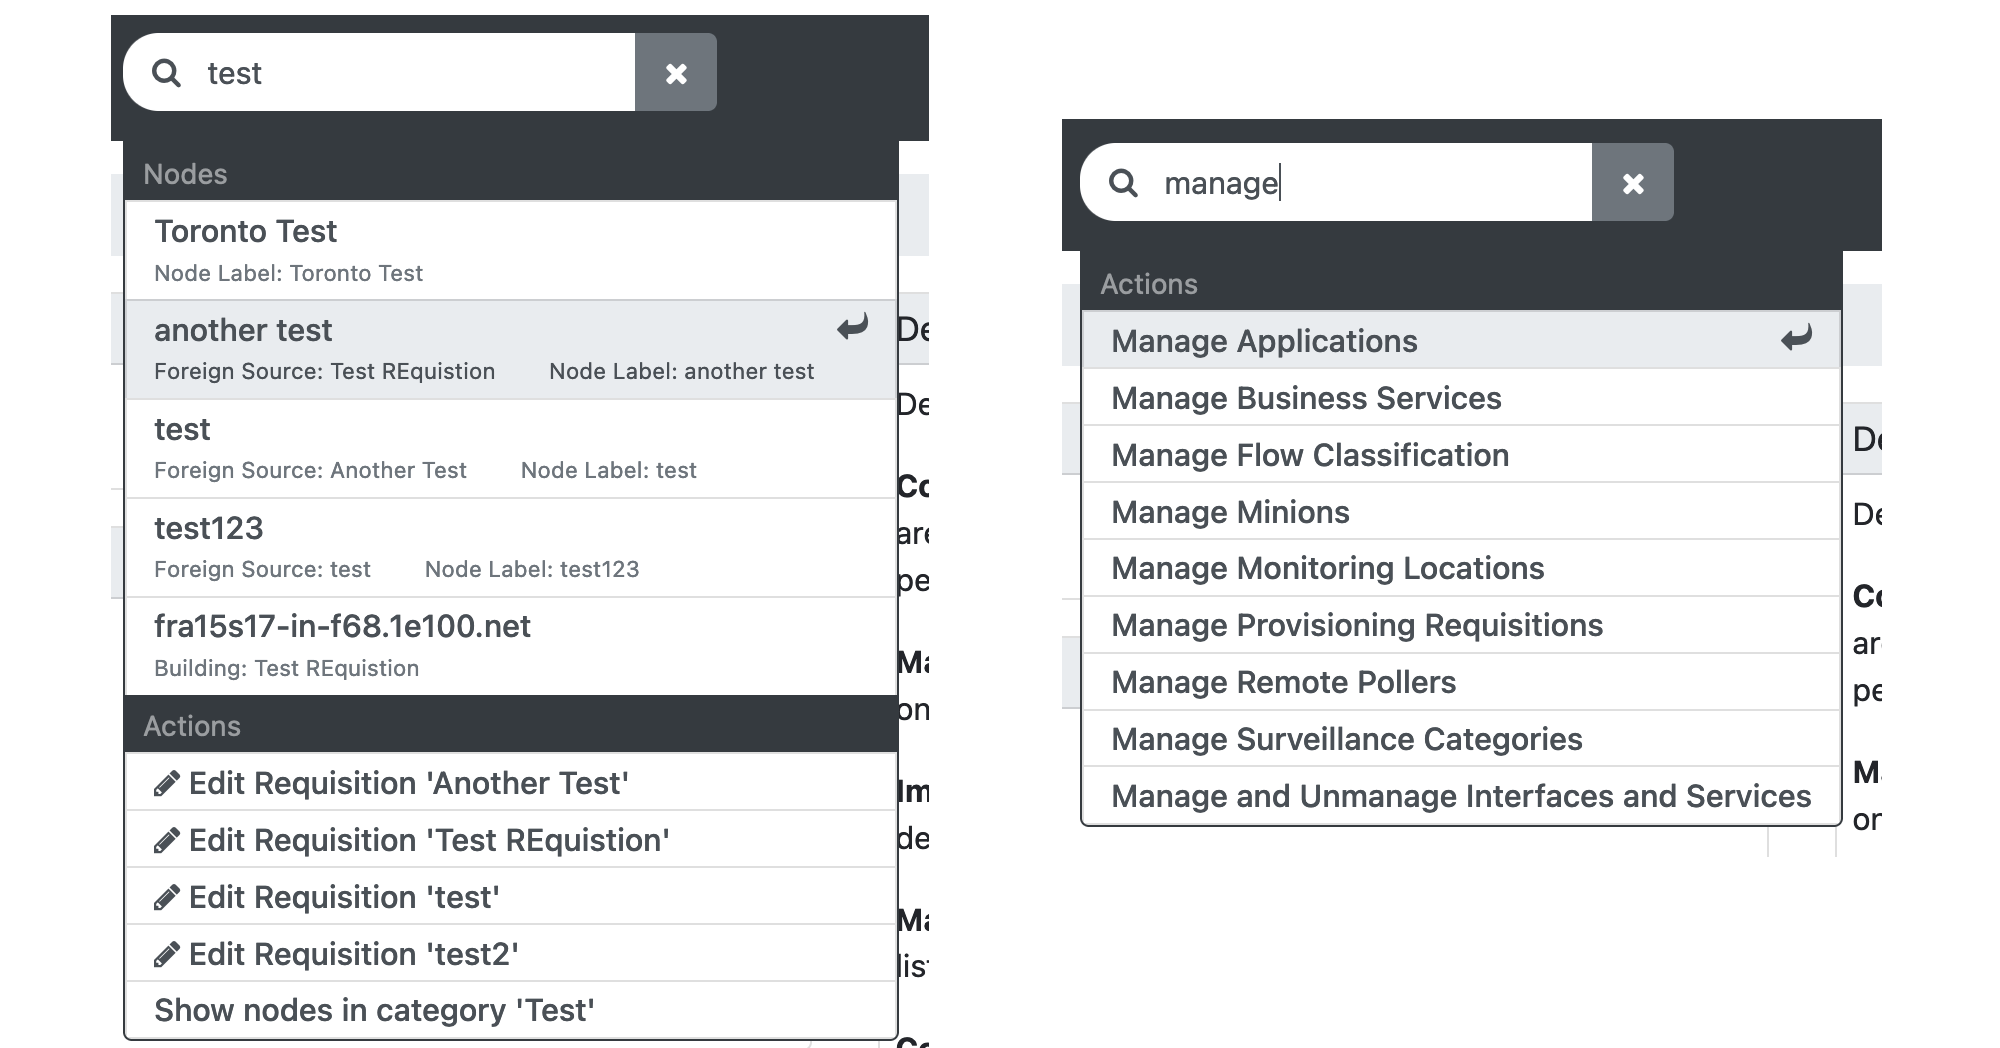 test
Nodes
Toronto Test
Node Label: Toronto Test
another test
Foreign Source: Test REquistion Node Label: another test
test
Foreign Source: Another Test Node Label: test
test123
Foreign Source: test Node Label: test123
fra15s17-in-f68.1e100.net
Building: Test REquistion
Actions
Edit Requisition 'Another Test'
Edit Requisition 'Test REquistion'
Edit Requisition 'test'
Edit Requisition 'test2'
Show nodes in category 'Test'
manage
Actions
Manage Applications
Manage Business Services
Manage Flow Classification
Manage Minions
Manage Monitoring Locations
Manage Provisioning Requisitions
Manage Remote Pollers
Manage Surveillance Categories
Manage and Unmanage Interfaces and Services